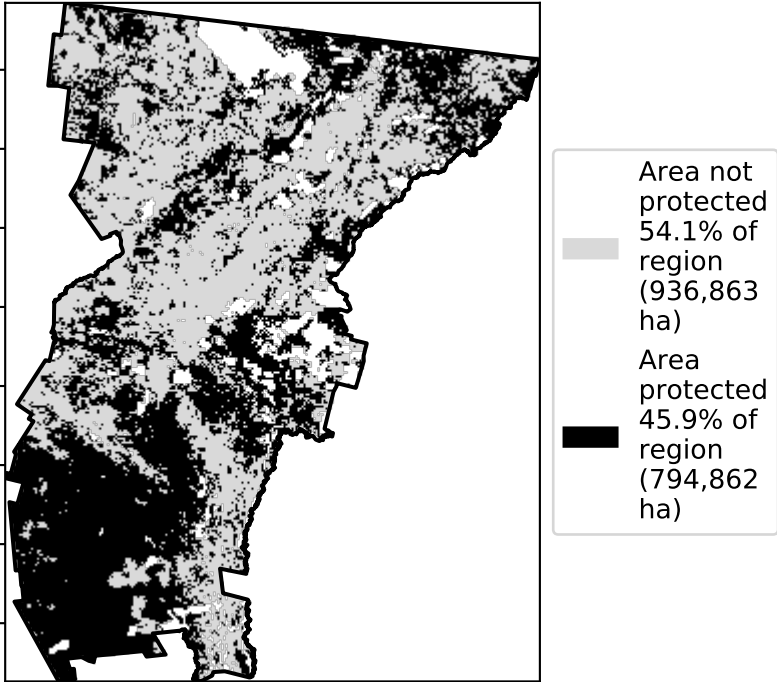 Area not
protected
54.1% of
region
(936,863
ha)
Area
protected
45.9% of
region
(794,862
ha)